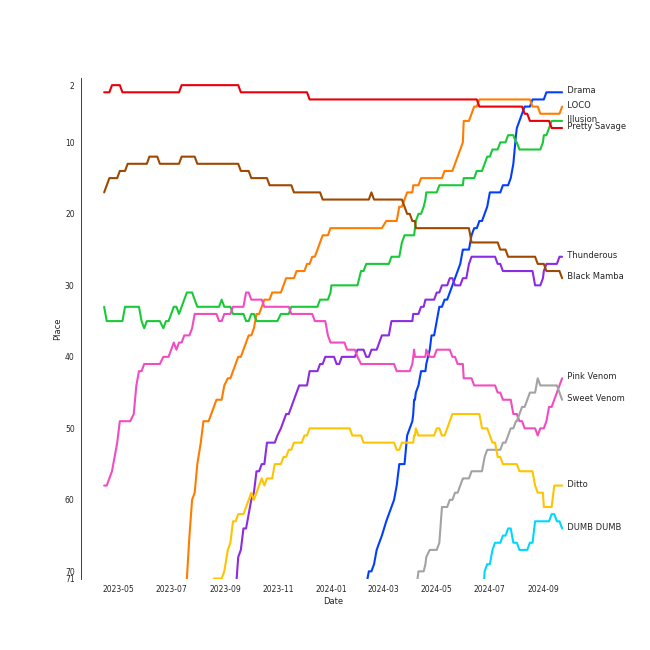 2
10
20
30
40
50
60
70
71
Place
2023-05 2023-07 2023-09 2023-11 2024-01 2024-03 2024-05 2024-07 2024-09
Date
Drama
LOCO
Illusion
Pretty Savage
Thunderous
Black Mamba
Pink Venom
Sweet Venom
Ditto
DUMB DUMB